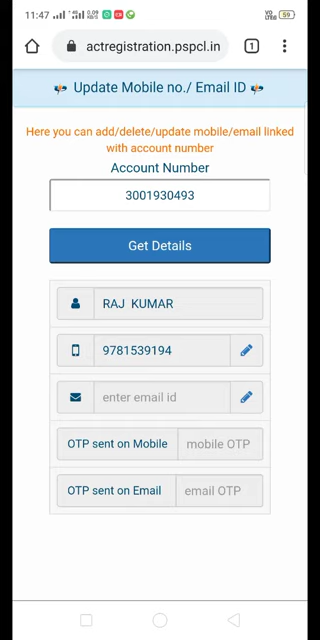 11:47
59
actregistration.pspcl.in
1
Update Mobile no./ Email ID
Here you can add/delete/update mobile/email linked
with account number
Account Number
3001930493
Get Details
RAJ KUMAR
9781539194
enter email id
OTP sent on Mobile mobile OTP
OTP sent on Email email OTP